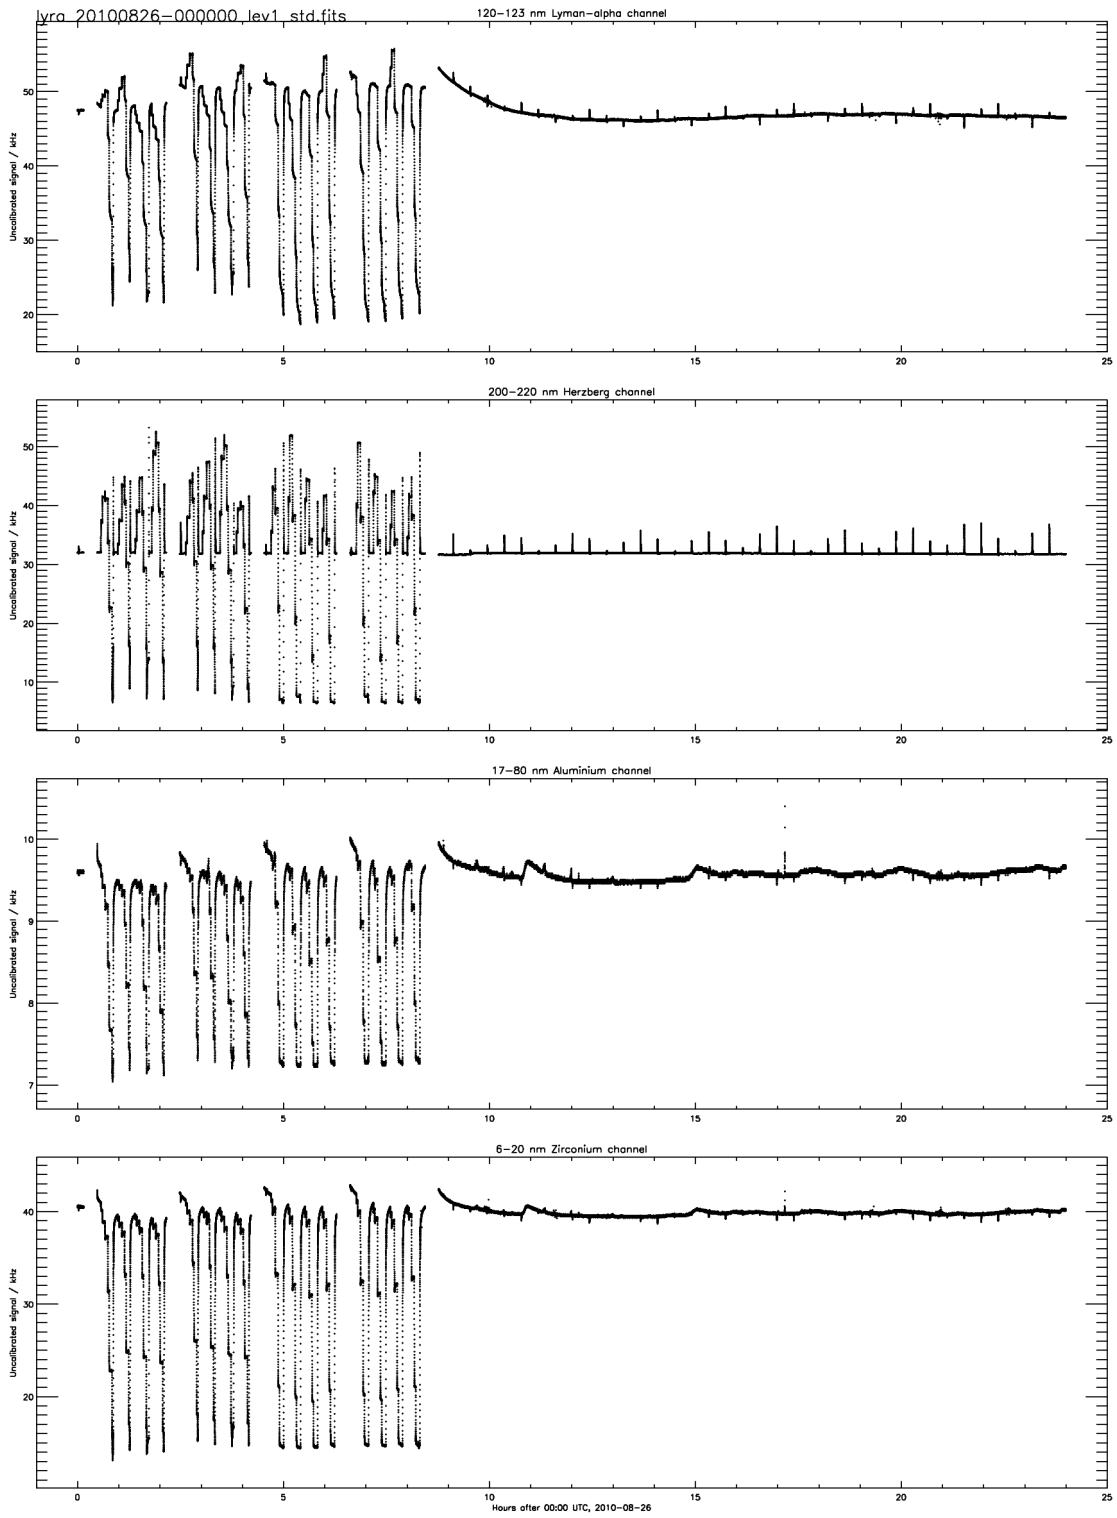 lyra_20100826-000000_lev1_std.fits
120-123 nm Lyman-alpha channel
50
40
30
20
Uncalibrated signal / kHz
0 5 10 15 20 25
200-220 nm Herzberg channel
50
40
30
20
10
Uncalibrated signal / kHz
0 5 10 15 20 25
17-80 nm Aluminium channel
10
9
8
7
Uncalibrated signal / kHz
0 5 10 15 20 25
6-20 nm Zirconium channel
40
30
20
Uncalibrated signal / kHz
0 5 10 15 20 25
Hours after 00:00 UTC, 2010-08-26